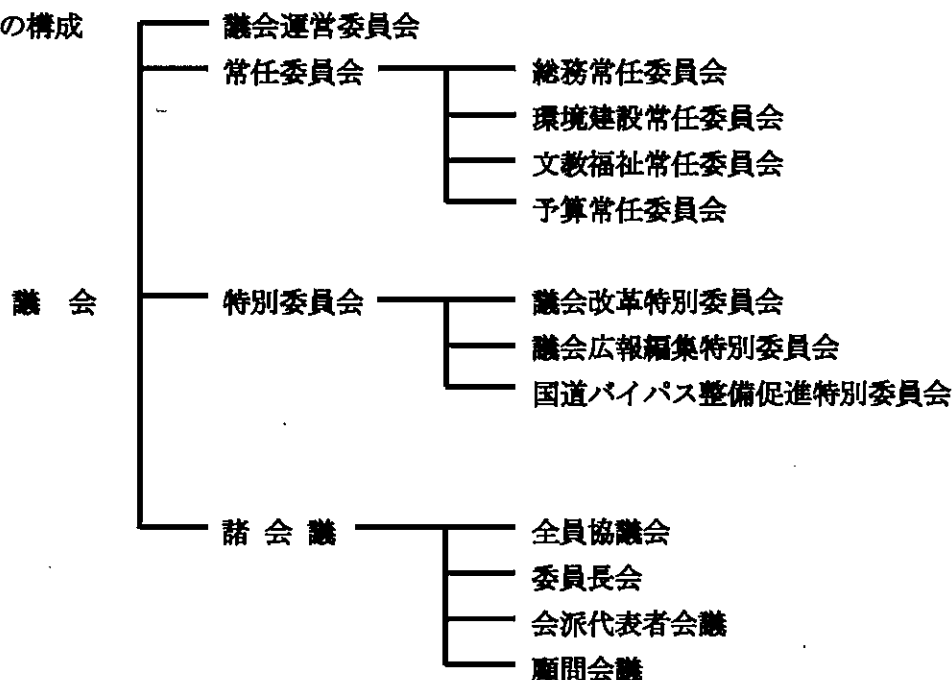 の構成
議会運営委員会
常任委員会 総務常任委員会
環境建設常任委員会
文教福祉常任委員会
予算常任委員会
議 会 特別委員会 議会改革特別委員会
議会広報編集特別委員会
国道バイパス整備促進特別委員会
諸 会 議 全員協議会
委員長会
会派代表者会議
顧問会議